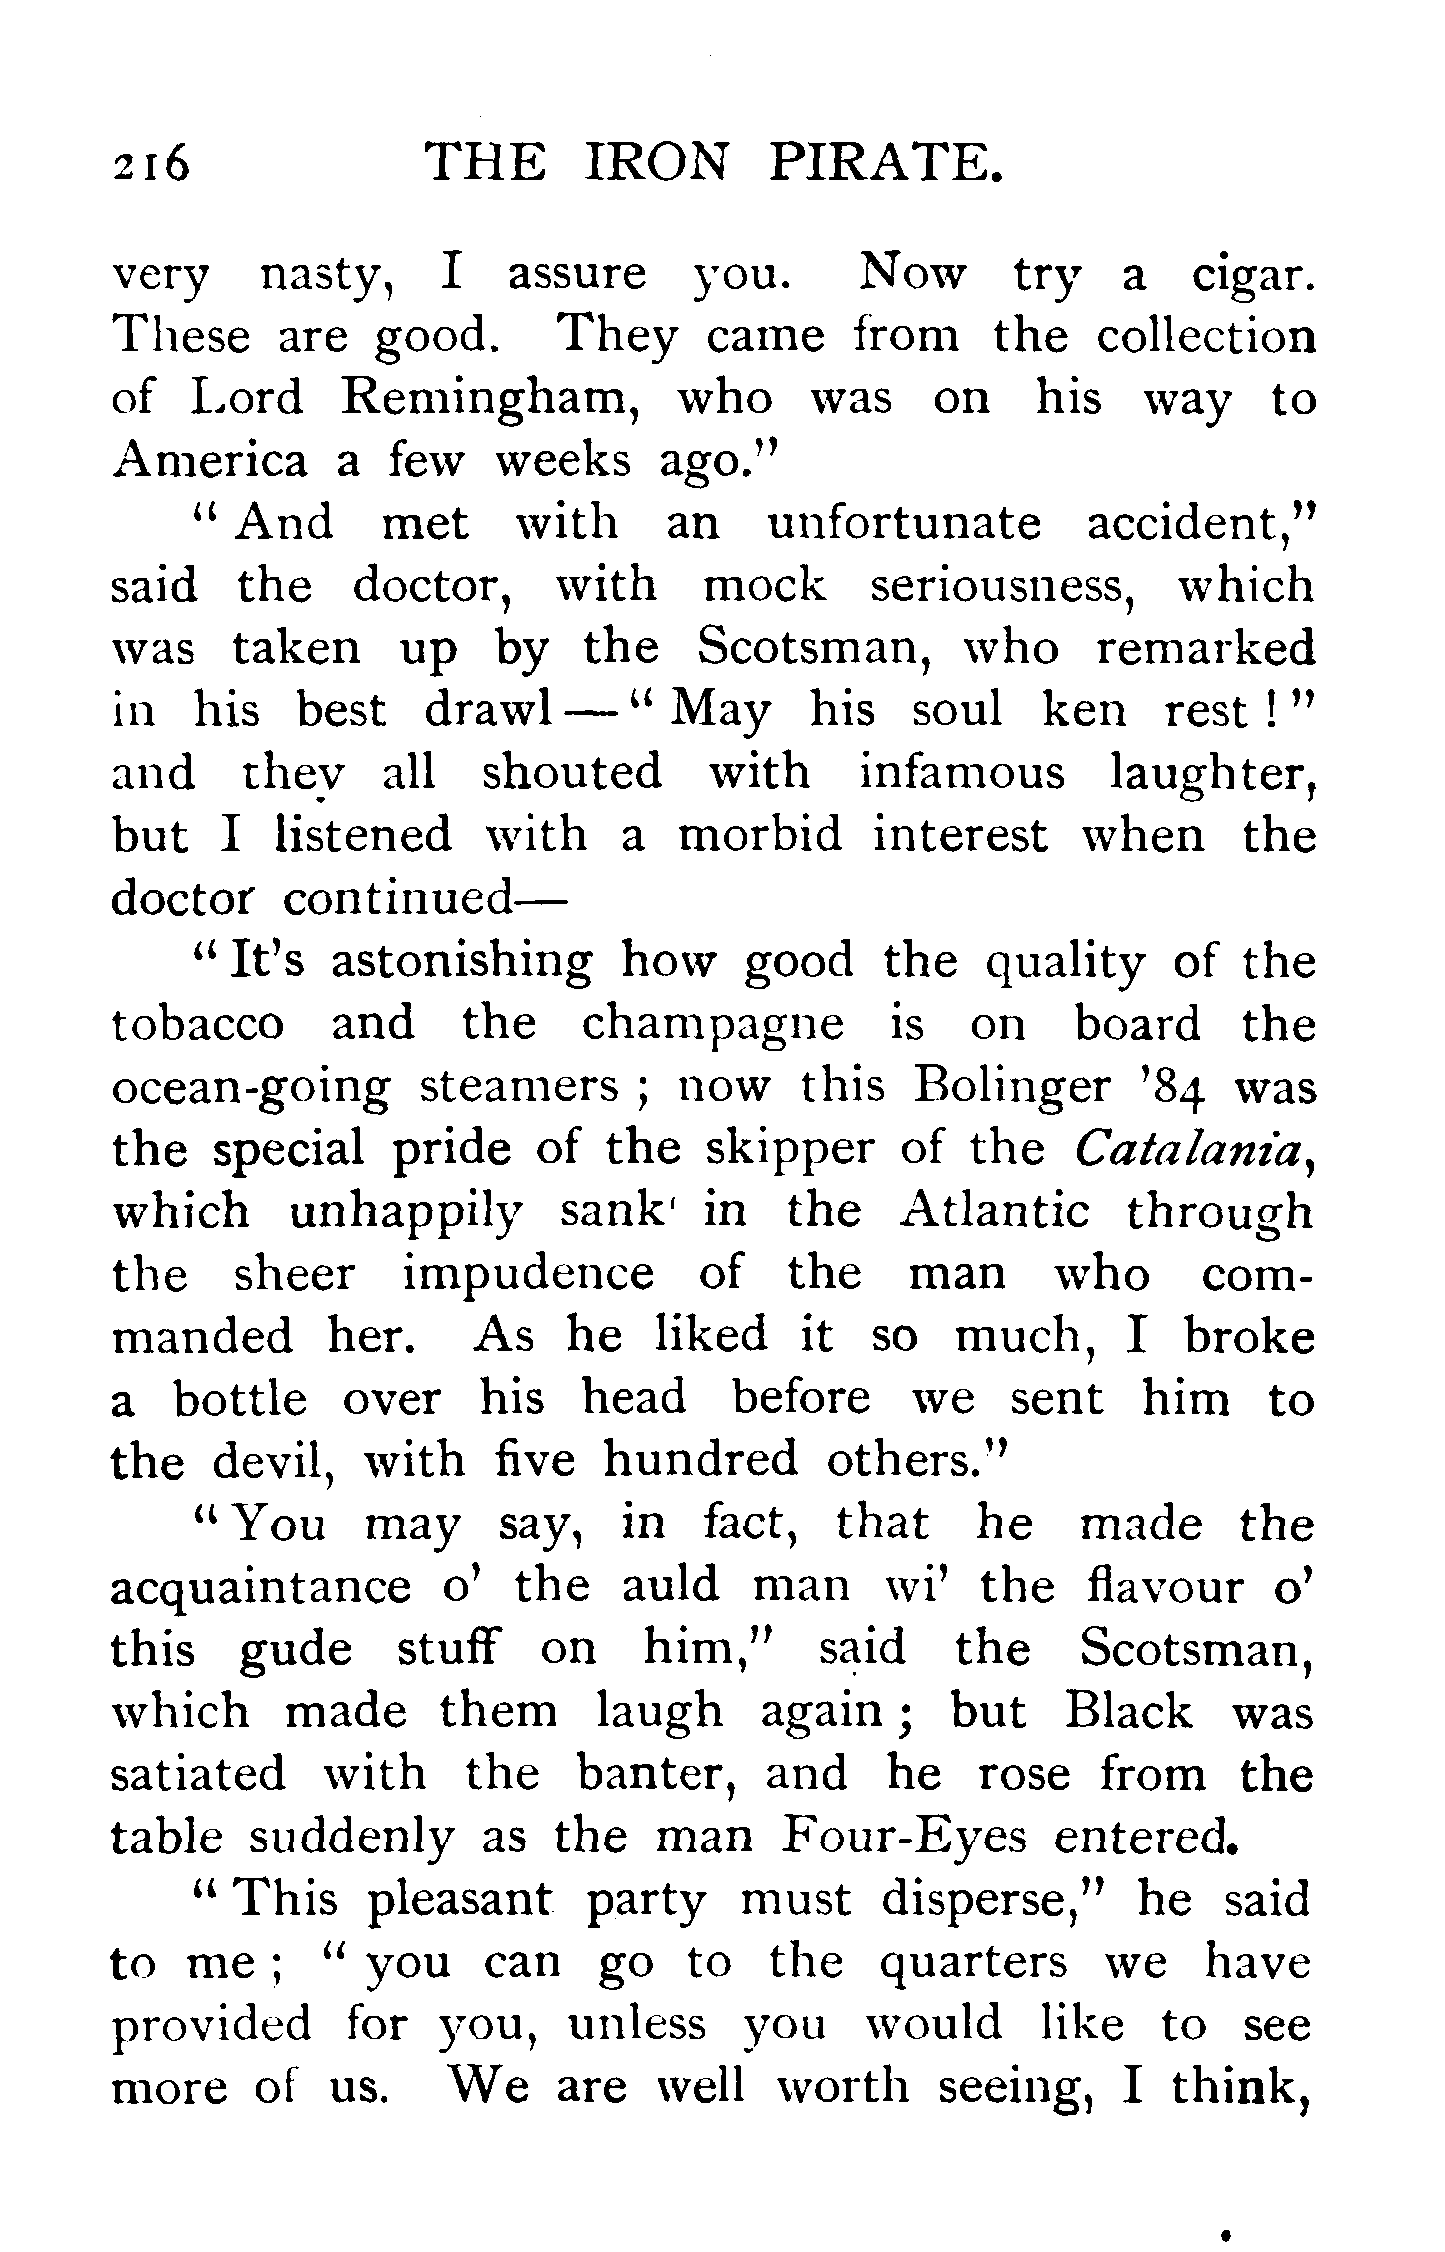 216 THE IRON PIRATE.
very nasty, I assure you. Now try a cigar.
These are good. They came from the collection
of Lord Remingham, who was on his way to
America a few weeks ago."
" And met with an unfortunate accident,"
said the doctor, with mock seriousness, which
was taken up by the Scotsman, who remarked
in his best drawl—" May his soul ken rest ! "
and they all shouted with infamous laughter,
but I listened with a morbid interest when the
doctor continued—
" It's astonishing how good the quality of the
tobacco and the champagne is on board the
ocean-going steamers ; now this Bolinger '84 was
the special pride of the skipper of the Catalania,
which unhappily sank in the Atlantic through
the sheer impudence of the man who com-
manded her. As he liked it so much, I broke
a bottle over his head before we sent him to
the devil, with five hundred others."
" You may say, in fact, that he made the
acquaintance o' the auld man wi' the flavour o'
this gude stuff on him," said the Scotsman,
which made them laugh again ; but Black was
satiated with the banter, and he rose from the
table suddenly as the man Four-Eyes entered.
" This pleasant party must disperse," he said
to me ; " you can go to the quarters we have
provided for you, unless you would like to see
more of us. We are well worth seeing, I think,